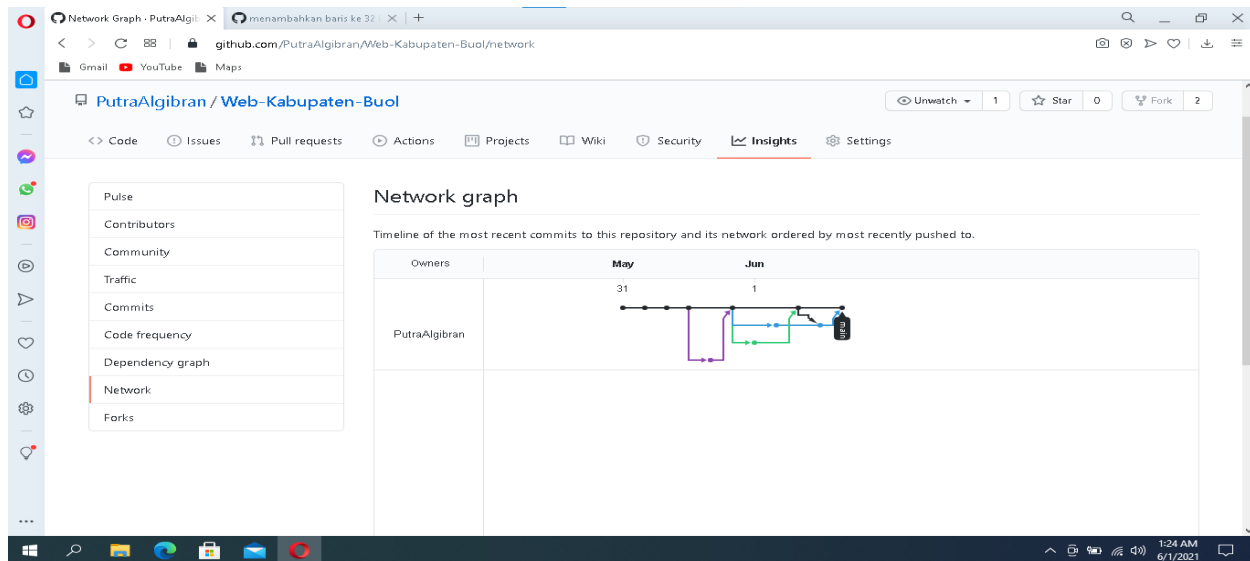 Network Graph · PutraAlgib
menambahkan baris ke 32
github.com/PutraAlgibran/Web-Kabupaten-Buol/network
Gmail YouTube Maps
PutraAlgibran / Web-Kabupaten-Buol
Unwatch 1 Star 0 Fork 2
<> Code Issues Pull requests Actions Projects Wiki Security Insights Settings
Pulse
Contributors
Community
Traffic
Commits
Code frequency
Dependency graph
Network
Forks
Network graph
Timeline of the most recent commits to this repository and its network ordered by most recently pushed to.
Owners May Jun
31 1
PutraAlgibran
main
1:24 AM
6/1/2021